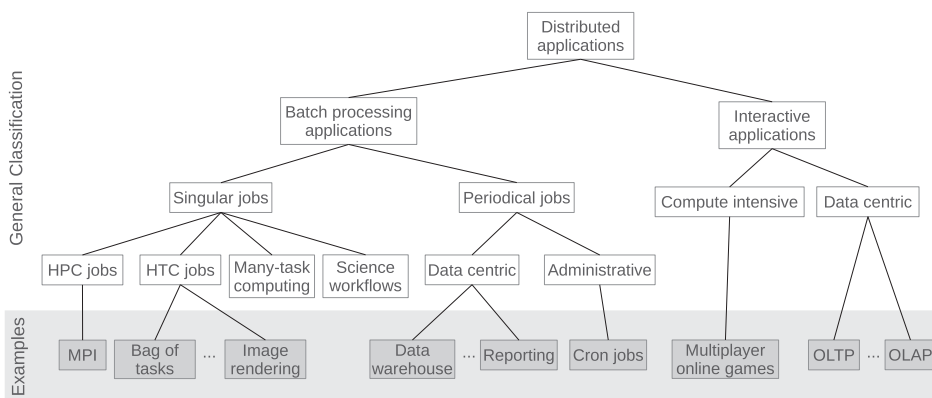 Distributed
applications
General Classification
Batch processing
applications
Interactive
applications
Singular jobs
Periodical jobs
Compute intensive
Data centric
HPC jobs
HTC jobs
Many-task
computing
Science
workflows
Data centric
Administrative
Examples
MPI
Bag of
tasks
...
Image
rendering
Data
warehouse
...
Reporting
Cron jobs
Multiplayer
online games
OLTP
...
OLAP